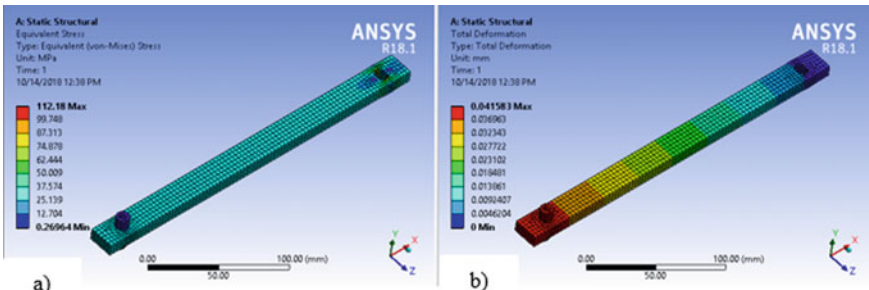 A: Static Structural
Equivalent Stress
Type: Equivalent (von-Mises) Stress
Unit: MPa
Time: 1
10/14/2018 12:38 PM
112.18 Max
99.748
87.313
74.878
62.444
50.009
37.574
25.139
12.704
0.26964 Min
ANSYS
R18.1
0.00
100.00 (mm)
50.00
Y
X
Z
a)
A: Static Structural
Total Deformation
Type: Total Deformation
Unit: mm
Time: 1
10/14/2018 12:38 PM
0.041583 Max
0.036963
0.032343
0.027722
0.023102
0.018481
0.013861
0.0092407
0.0046204
0 Min
ANSYS
R18.1
0.00
100.00 (mm)
50.00
Y
X
Z
b)